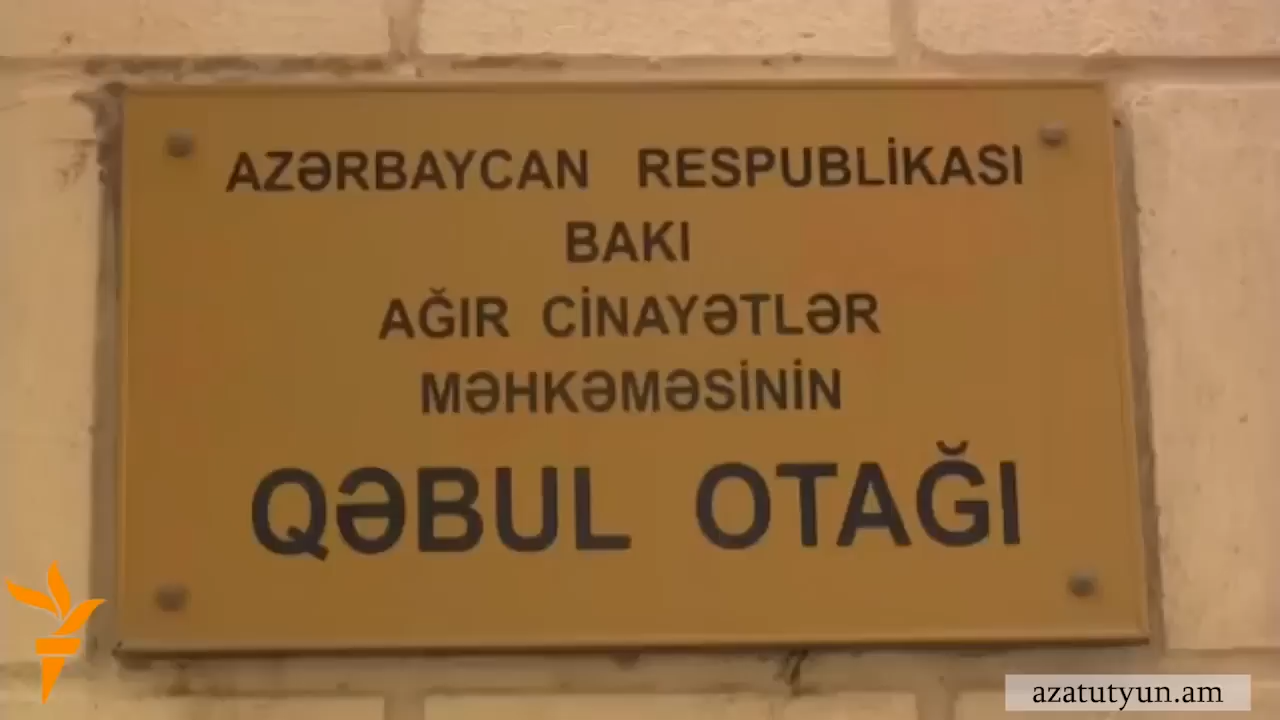 AZƏRBAYCAN RESPUBLİKASI
BAKI
AĞIR CİNAYƏTLƏR
MƏHKƏMƏSİNİN
QƏBUL OTAĞI
azatutyun.am